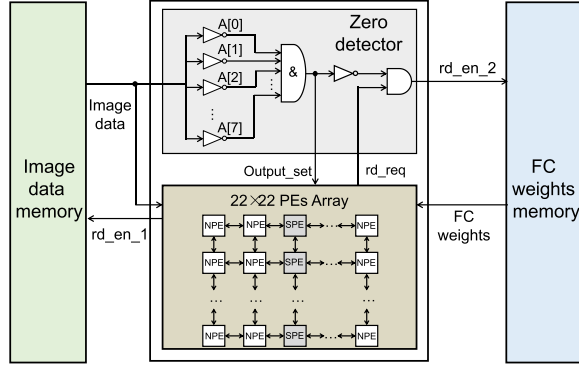 A[0]
A[1]
A[2]
...
A[7]
&
Zero
detector
rd_en_2
Image
data
Output_set
rd_req
Image
data
memory
FC
weights
memory
22×22 PEs Array
rd_en_1
FC
weights
NPE NPE SPE ... NPE
NPE NPE SPE ... NPE
... ... ... ...
NPE NPE SPE ... NPE